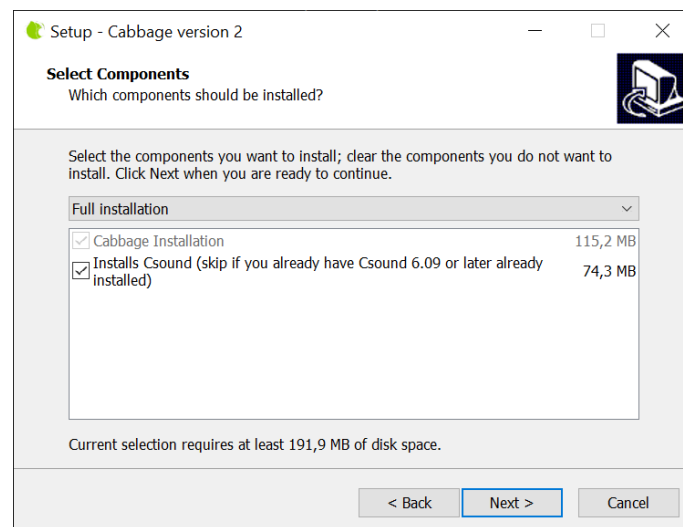 Setup - Cabbage version 2
Select Components
Which components should be installed?
Select the components you want to install; clear the components you do not want to
install. Click Next when you are ready to continue.
Full installation
Cabbage Installation 115,2 MB
Installs Csound (skip if you already have Csound 6.09 or later already
installed) 74,3 MB
Current selection requires at least 191,9 MB of disk space.
< Back Next > Cancel